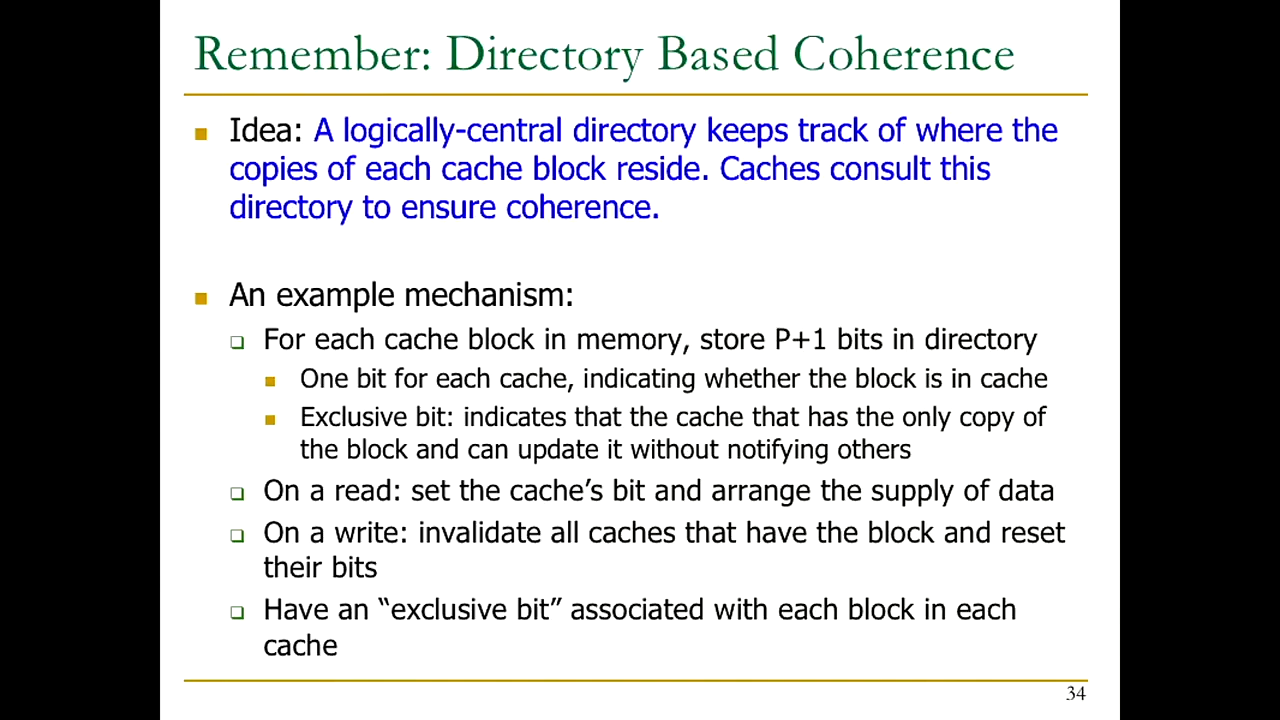 Remember: Directory Based Coherence
Idea: A logically-central directory keeps track of where the
copies of each cache block reside. Caches consult this
directory to ensure coherence.
An example mechanism:
For each cache block in memory, store P+1 bits in directory
One bit for each cache, indicating whether the block is in cache
Exclusive bit: indicates that the cache that has the only copy of
the block and can update it without notifying others
On a read: set the cache’s bit and arrange the supply of data
On a write: invalidate all caches that have the block and reset
their bits
Have an “exclusive bit” associated with each block in each
cache
34